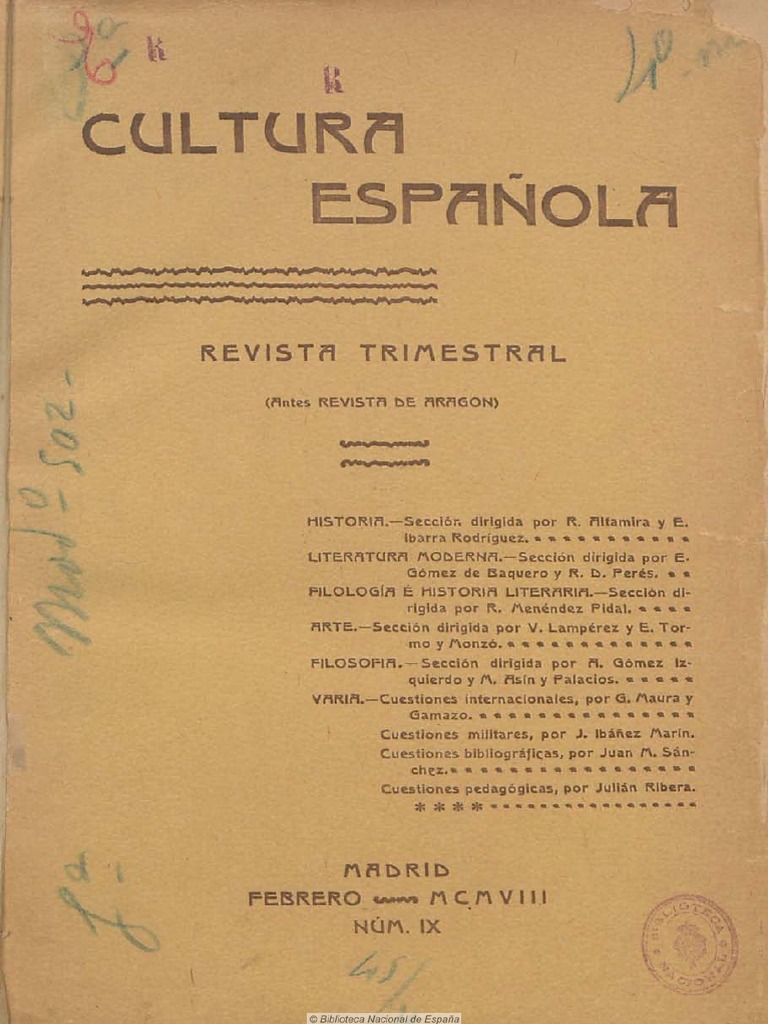 R
R
CULTURA
ESPAÑOLA
REVISTA TRIMESTRAL
(Antes REVISTA DE ARAGON)
HISTORIA.—Sección dirigida por R. Altamira y E.
Ibarra Rodríguez.
LITERATURA MODERNA.—Sección dirigida por E.
Gómez de Baquero y R. D. Perés.
FILOLOGÍA É HISTORIA LITERARIA.—Sección di-
rigida por R. Menéndez Pidal.
ARTE.—Sección dirigida por V. Lampérez y E. Tor-
mo y Monzó.
FILOSOFIA.—Sección dirigida por A. Gómez Iz-
quierdo y M. Asín y Palacios.
VARIA.—Cuestiones internacionales, por G. Maura y
Gamazo.
Cuestiones militares, por J. Ibáñez Marín.
Cuestiones bibliográficas, por Juan M. Sán-
chez.
Cuestiones pedagógicas, por Julián Ribera.
MADRID
FEBRERO MCMVIII
NÚM. IX
BIBLIOTECA NACIONAL
© Biblioteca Nacional de España